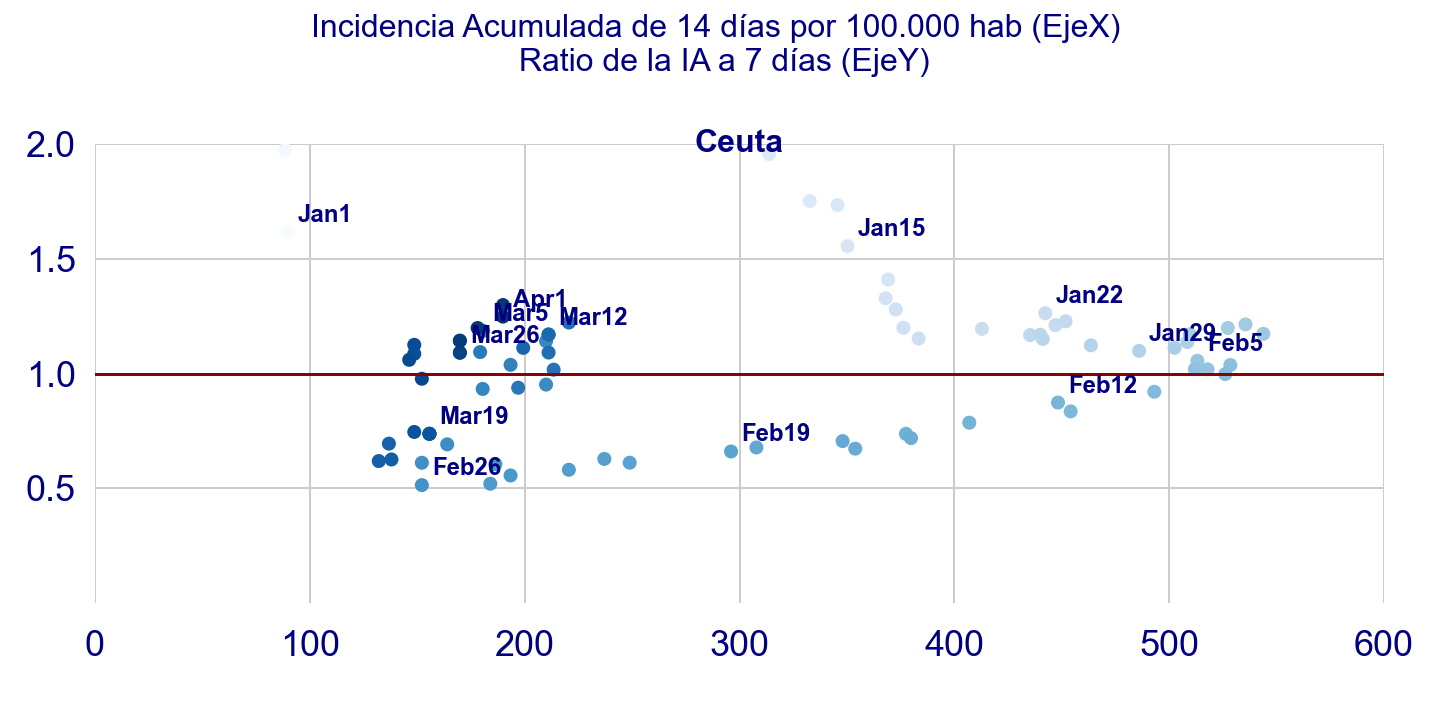 Incidencia Acumulada de 14 días por 100.000 hab (EjeX)
Ratio de la IA a 7 días (EjeY)
Ceuta
2.0
1.5
1.0
0.5
Jan1
Jan15
Jan22
Apr1
Mar5
Mar12
Mar26
Jan29
Feb5
Feb12
Mar19
Feb19
Feb26
0 100 200 300 400 500 600